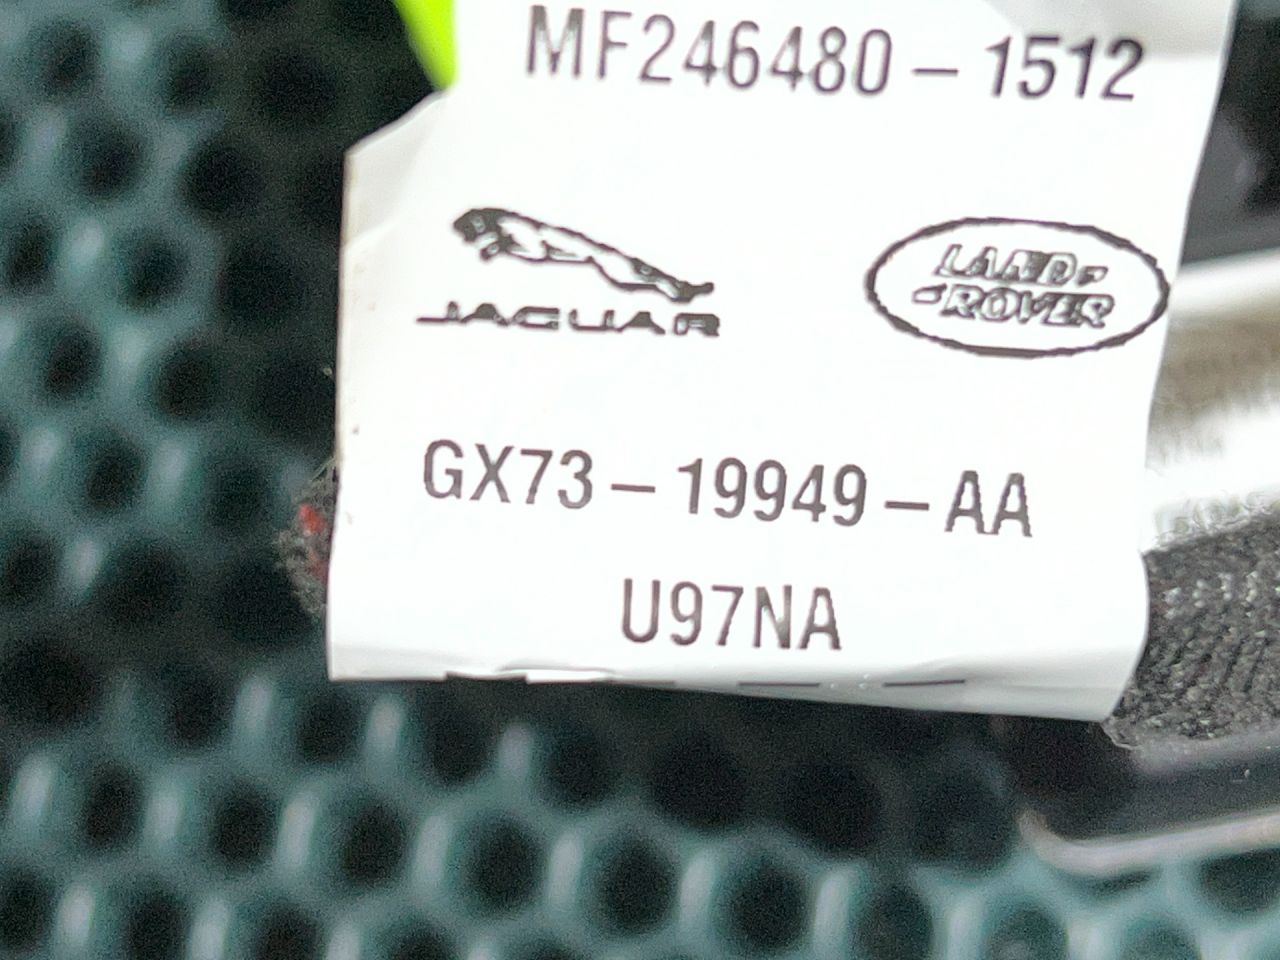 MF246480-1512
JAGUAR
LAND-
-ROVER
GX73-19949-AA
U97NA